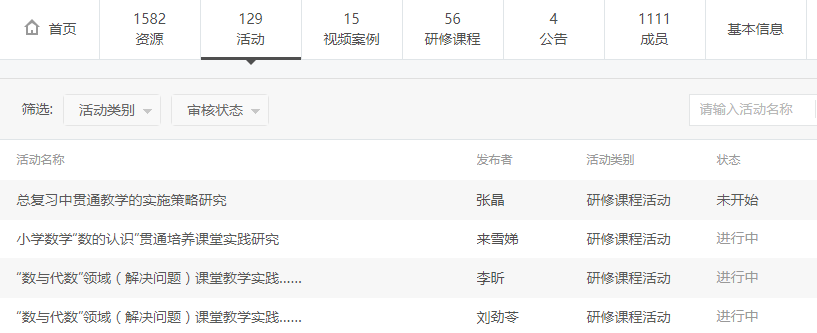 首页
1582
资源
129
活动
15
视频案例
56
研修课程
4
公告
1111
成员
基本信息
筛选: 活动类别 审核状态 请输入活动名称
活动名称 发布者 活动类别 状态
总复习中贯通教学的实施策略研究 张晶 研修课程活动 未开始
小学数学“数的认识”贯通培养课堂实践研究 来雪娣 研修课程活动 进行中
“数与代数”领域（解决问题）课堂教学实践...... 李昕 研修课程活动 进行中
“数与代数”领域（解决问题）课堂教学实践...... 刘劲苓 研修课程活动 进行中